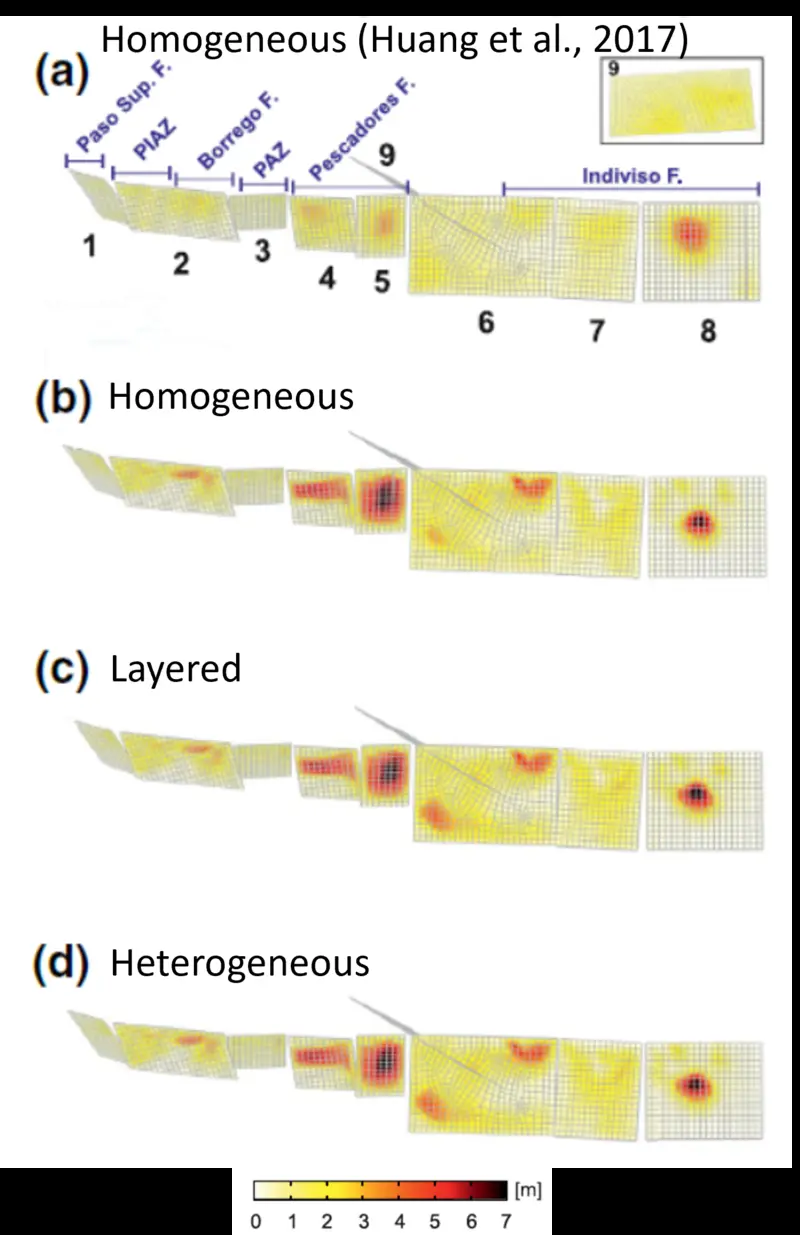 Homogeneous (Huang et al., 2017)
(a)
9
Paso Sup. F.
PIAZ
Borrego F.
PAZ
Pescadores F.
9
Indiviso F.
1
2
3
4
5
6
7
8
(b) Homogeneous
(c) Layered
(d) Heterogeneous
[m]
0 1 2 3 4 5 6 7